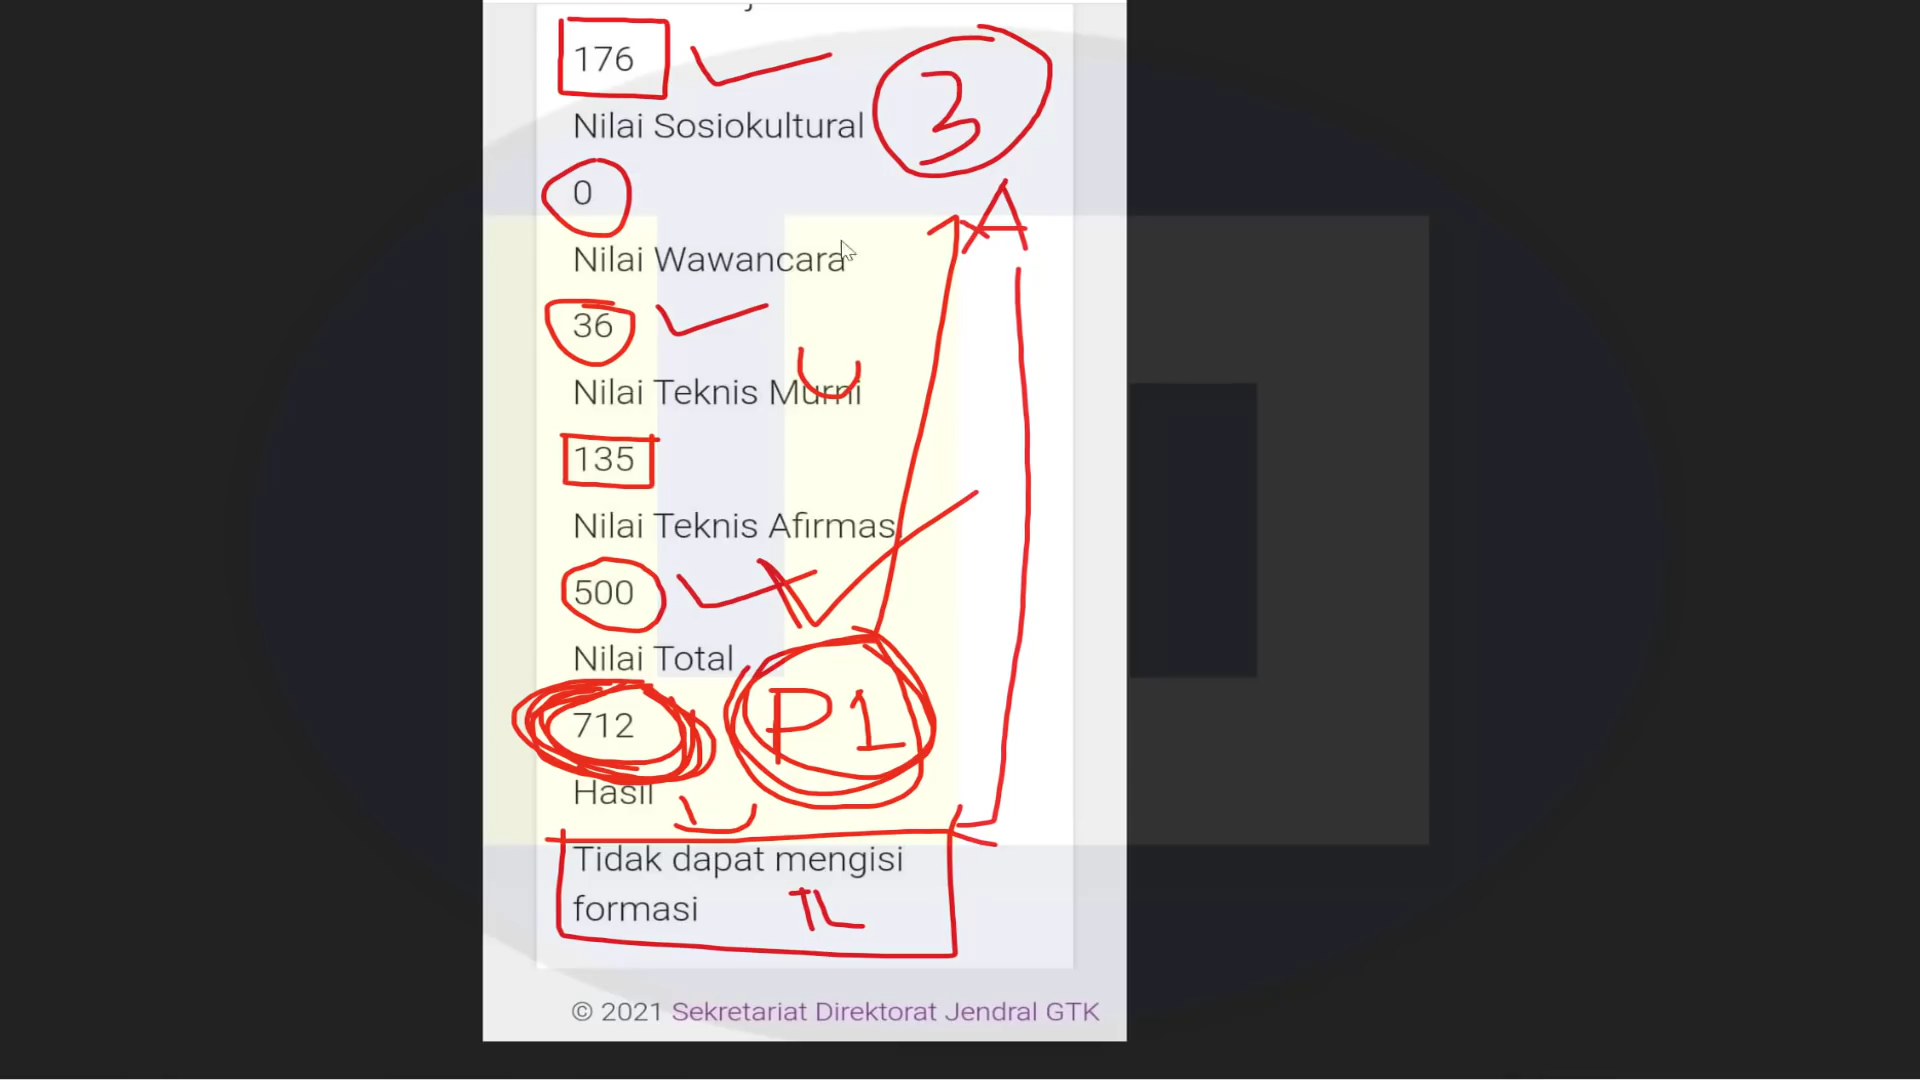 176
3
Nilai Sosiokultural
0
A
Nilai Wawancara
36
Nilai Teknis Murni
135
Nilai Teknis Afirmas
500
Nilai Total
712
P1
Hasil
Tidak dapat mengisi
formasi
TL
© 2021 Sekretariat Direktorat Jendral GTK